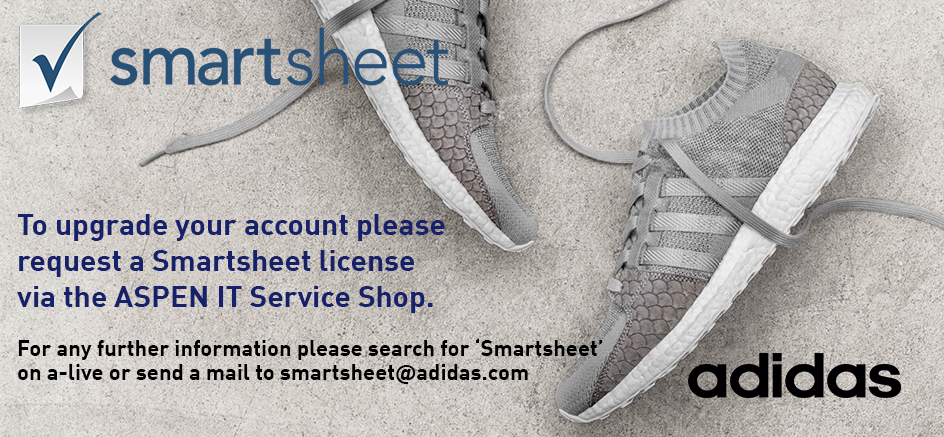 smartsheet
To upgrade your account please
request a Smartsheet license
via the ASPEN IT Service Shop.
For any further information please search for ‘Smartsheet’
on a-live or send a mail to smartsheet@adidas.com
adidas